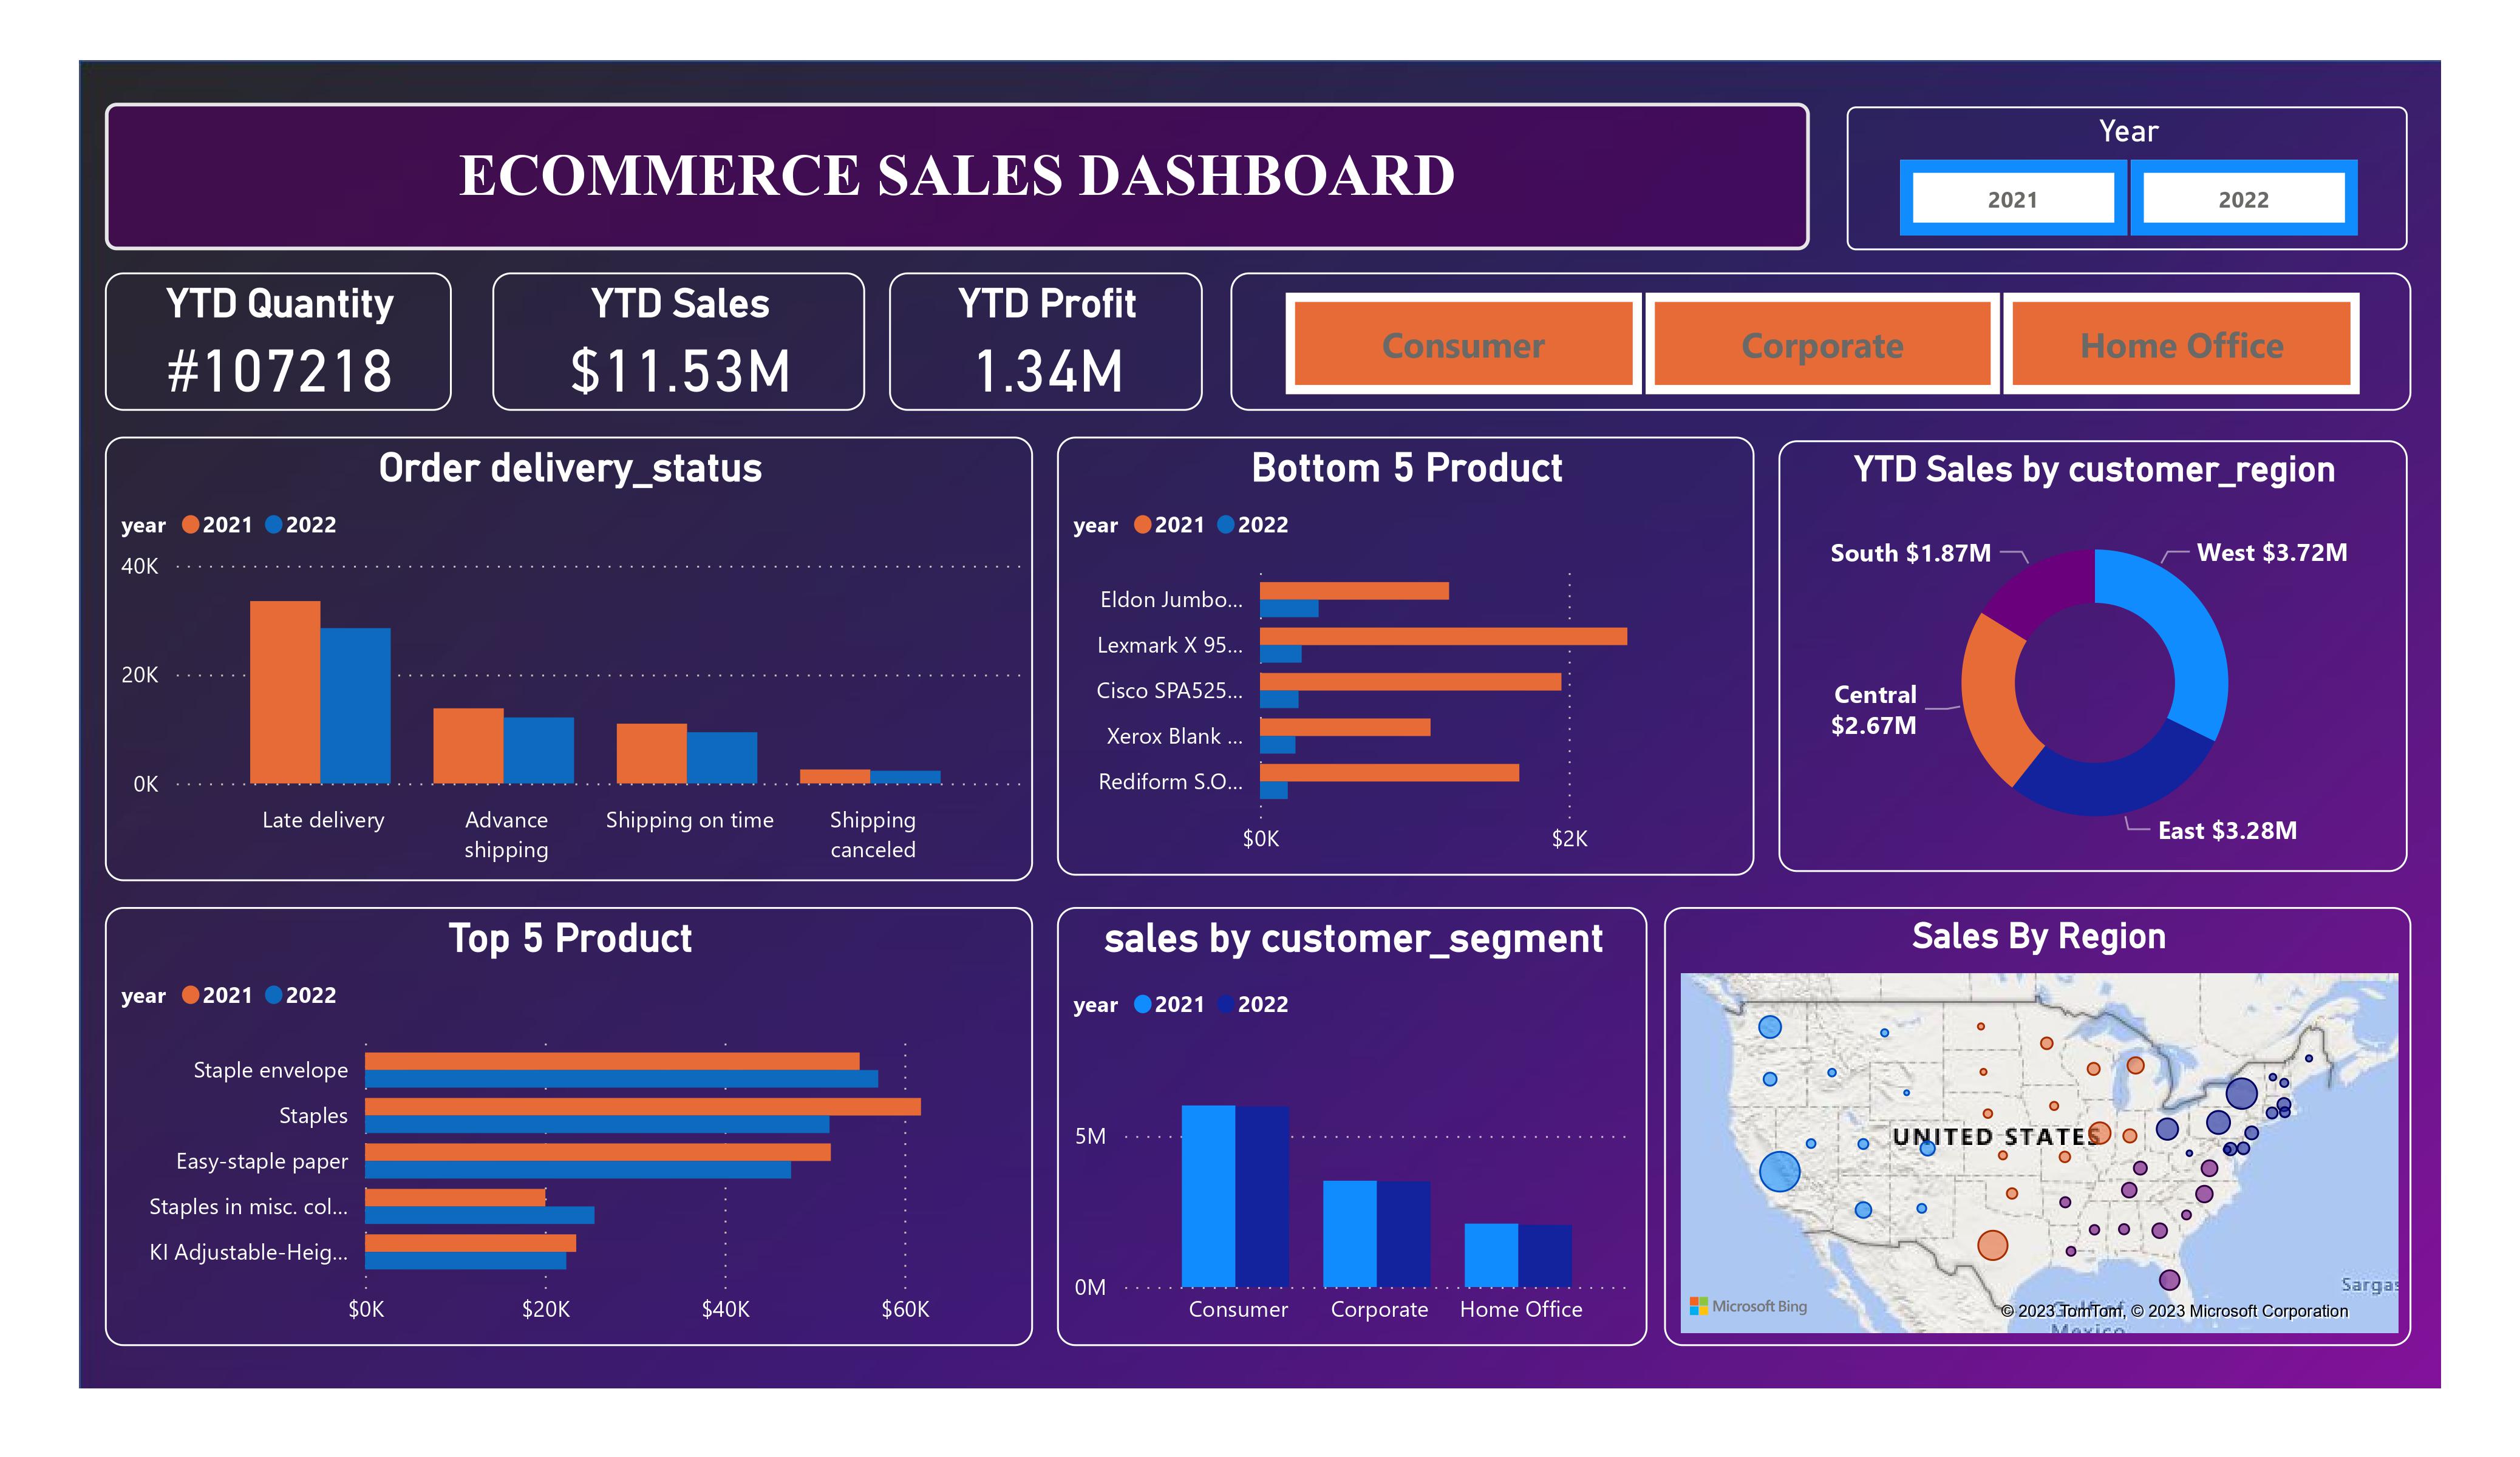 ECOMMERCE SALES DASHBOARD
Year
2021
2022
YTD Quantity
#107218
YTD Sales
$11.53M
YTD Profit
1.34M
Consumer
Corporate
Home Office
Order delivery_status
year 2021 2022
40K
20K
0K
Late delivery
Advance
shipping
Shipping on time
Shipping
canceled
Bottom 5 Product
year 2021 2022
Eldon Jumbo...
Lexmark X 95...
Cisco SPA525...
Xerox Blank ...
Rediform S.O...
$0K
$2K
YTD Sales by customer_region
South $1.87M
West $3.72M
Central
$2.67M
East $3.28M
Top 5 Product
year 2021 2022
Staple envelope
Staples
Easy-staple paper
Staples in misc. col...
KI Adjustable-Heig...
$0K
$20K
$40K
$60K
sales by customer_segment
year 2021 2022
5M
0M
Consumer
Corporate
Home Office
Sales By Region
UNITED STATES
Sargas
Microsoft Bing
© 2023 TomTom, © 2023 Microsoft Corporation
Mexico